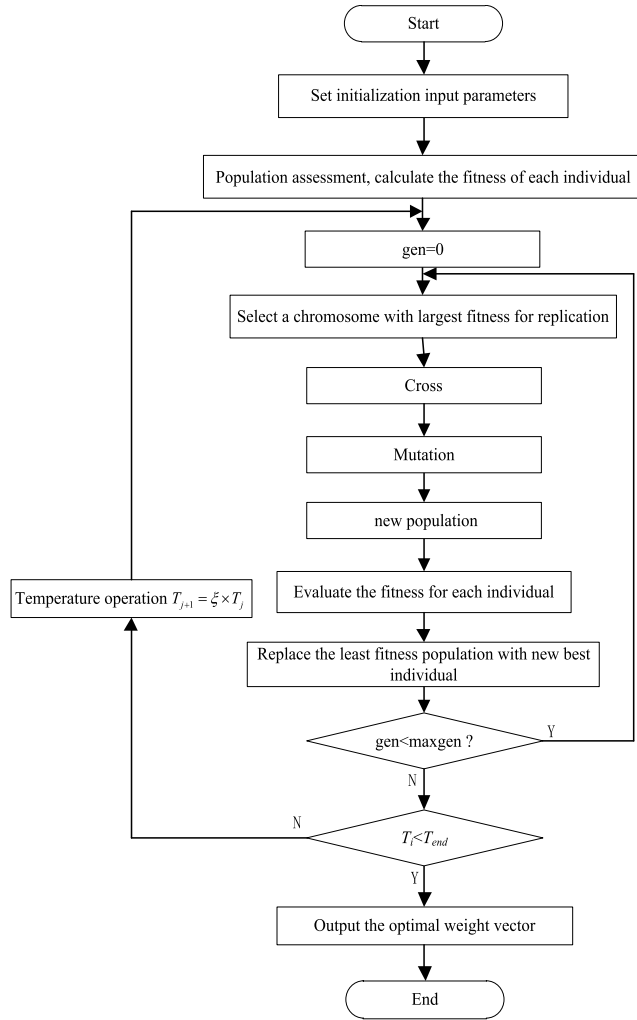 Start
Set initialization input parameters
Population assessment, calculate the fitness of each individual
gen=0
Select a chromosome with largest fitness for replication
Cross
Mutation
new population
Temperature operation T_{j+1} = ξ × T_j
Evaluate the fitness for each individual
Replace the least fitness population with new best
individual
gen<maxgen ?
Y
N
N
T_i<T_{end}
Y
Output the optimal weight vector
End